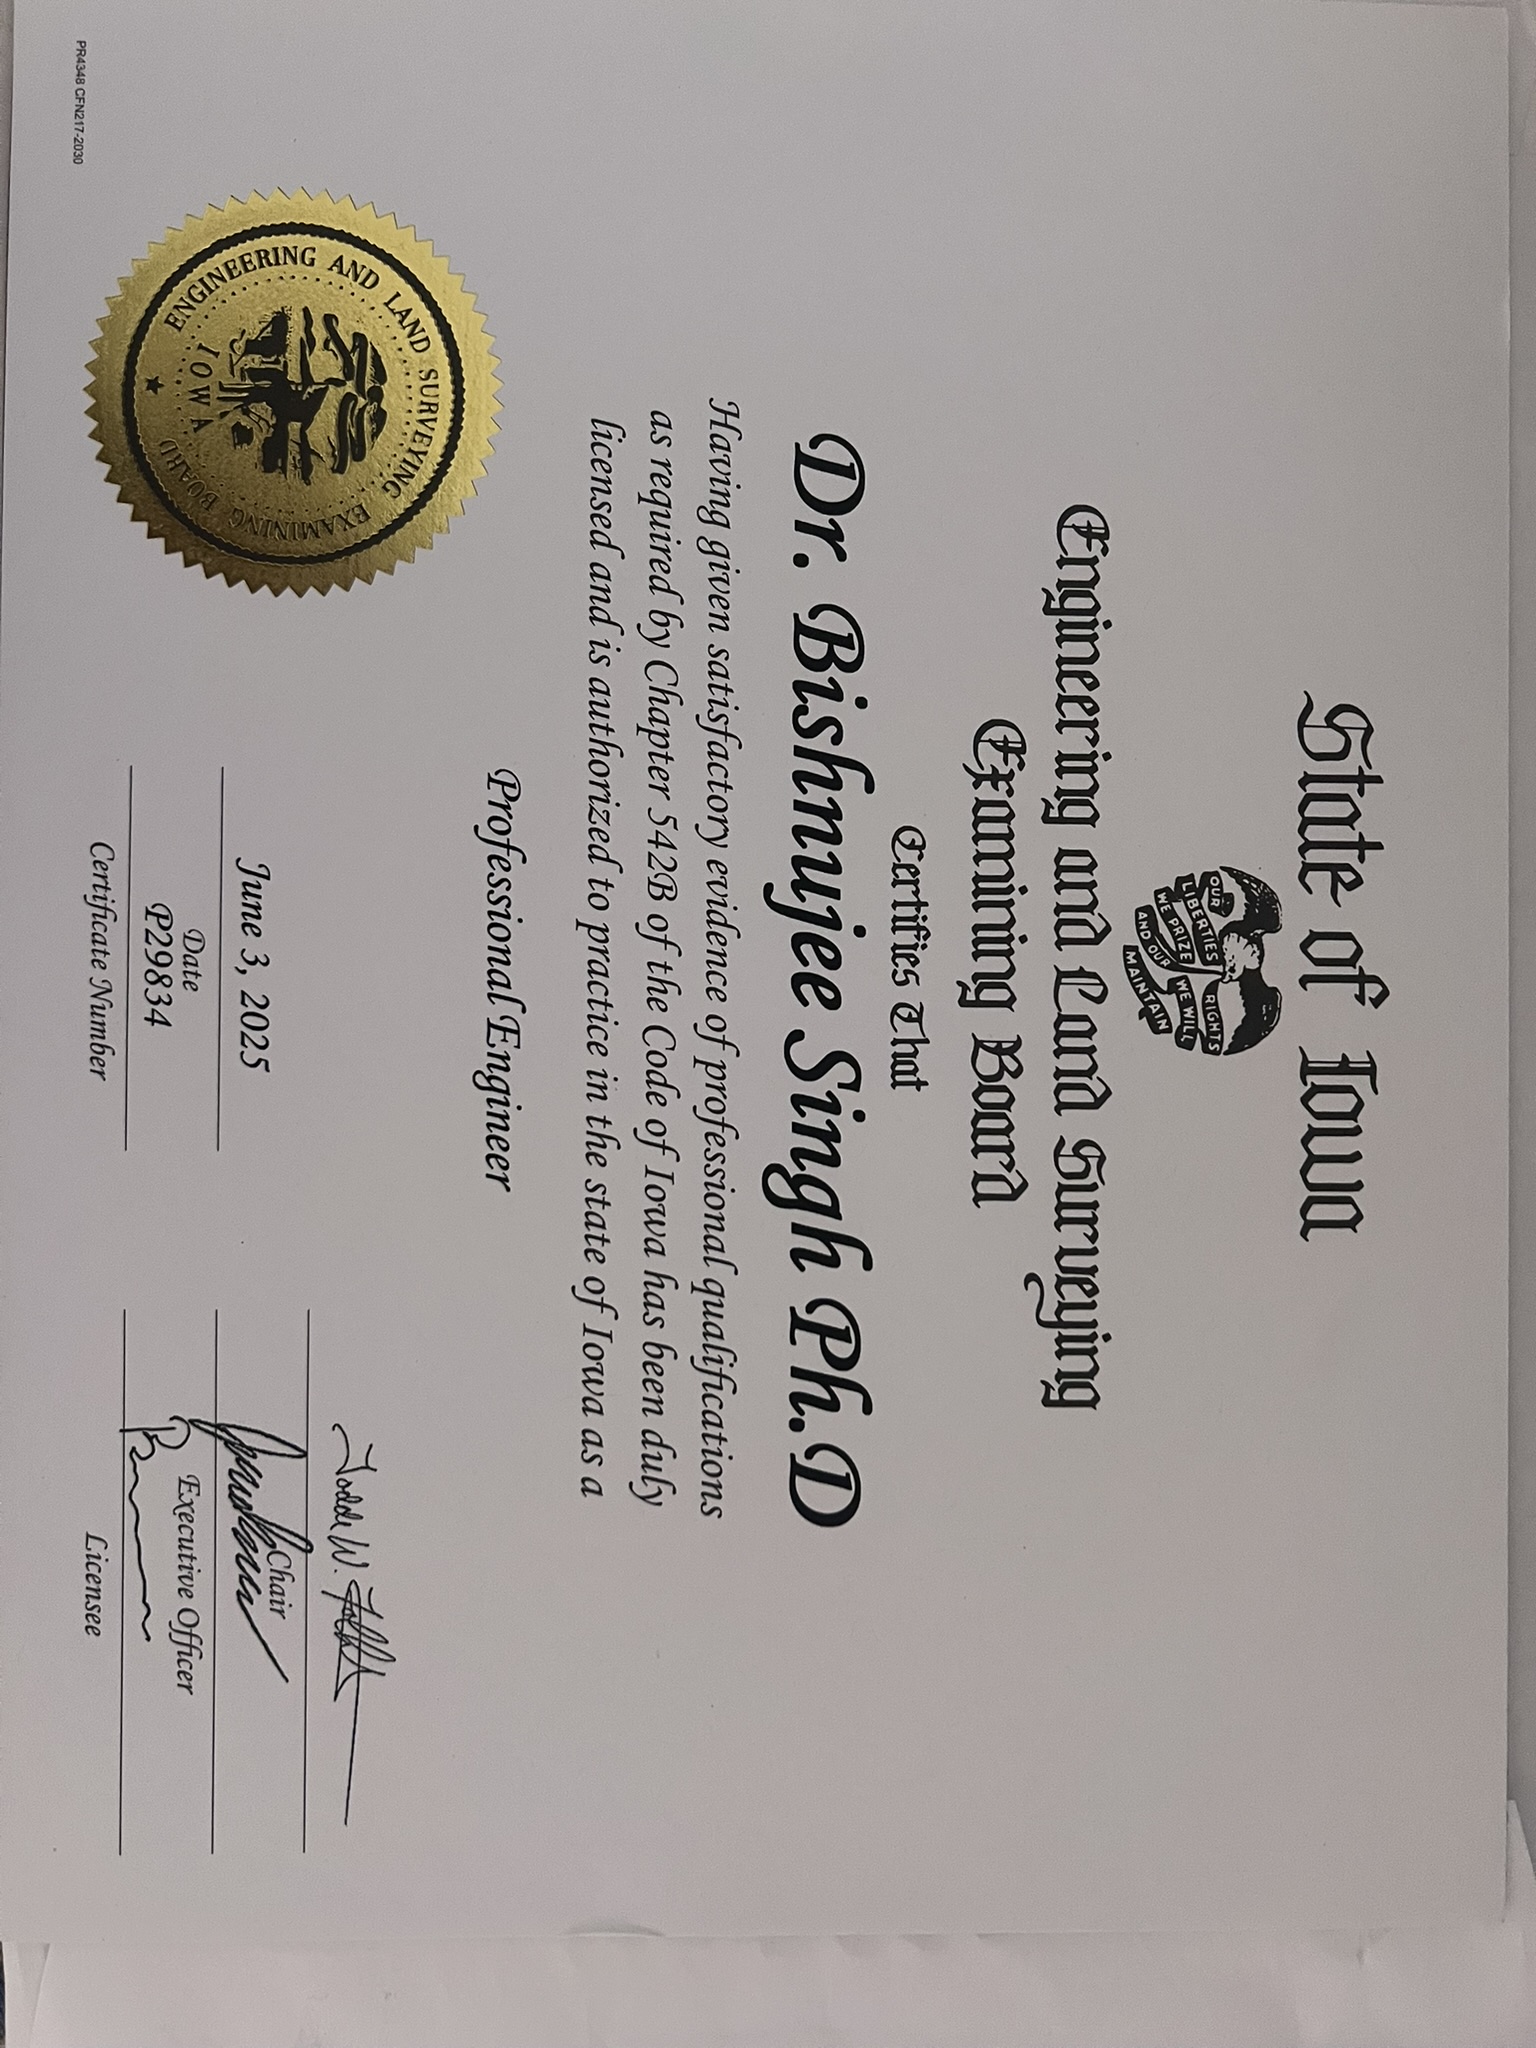 State of Iowa
OUR
LIBERTIES
WE PRIZE
AND OUR
RIGHTS
WE WILL
MAINTAIN
Engineering and Land Surveying
Examining Board
Certifies That
Dr. Bishnujee Singh Ph.D
Having given satisfactory evidence of professional qualifications
as required by Chapter 542B of the Code of Iowa has been duly
licensed and is authorized to practice in the state of Iowa as a
Professional Engineer
ENGINEERING AND LAND SURVEYING EXAMINING BOARD
IOWA
June 3, 2025
Date
P29834
Certificate Number
Chair
Executive Officer
Licensee
PR4348 CFN217-2030